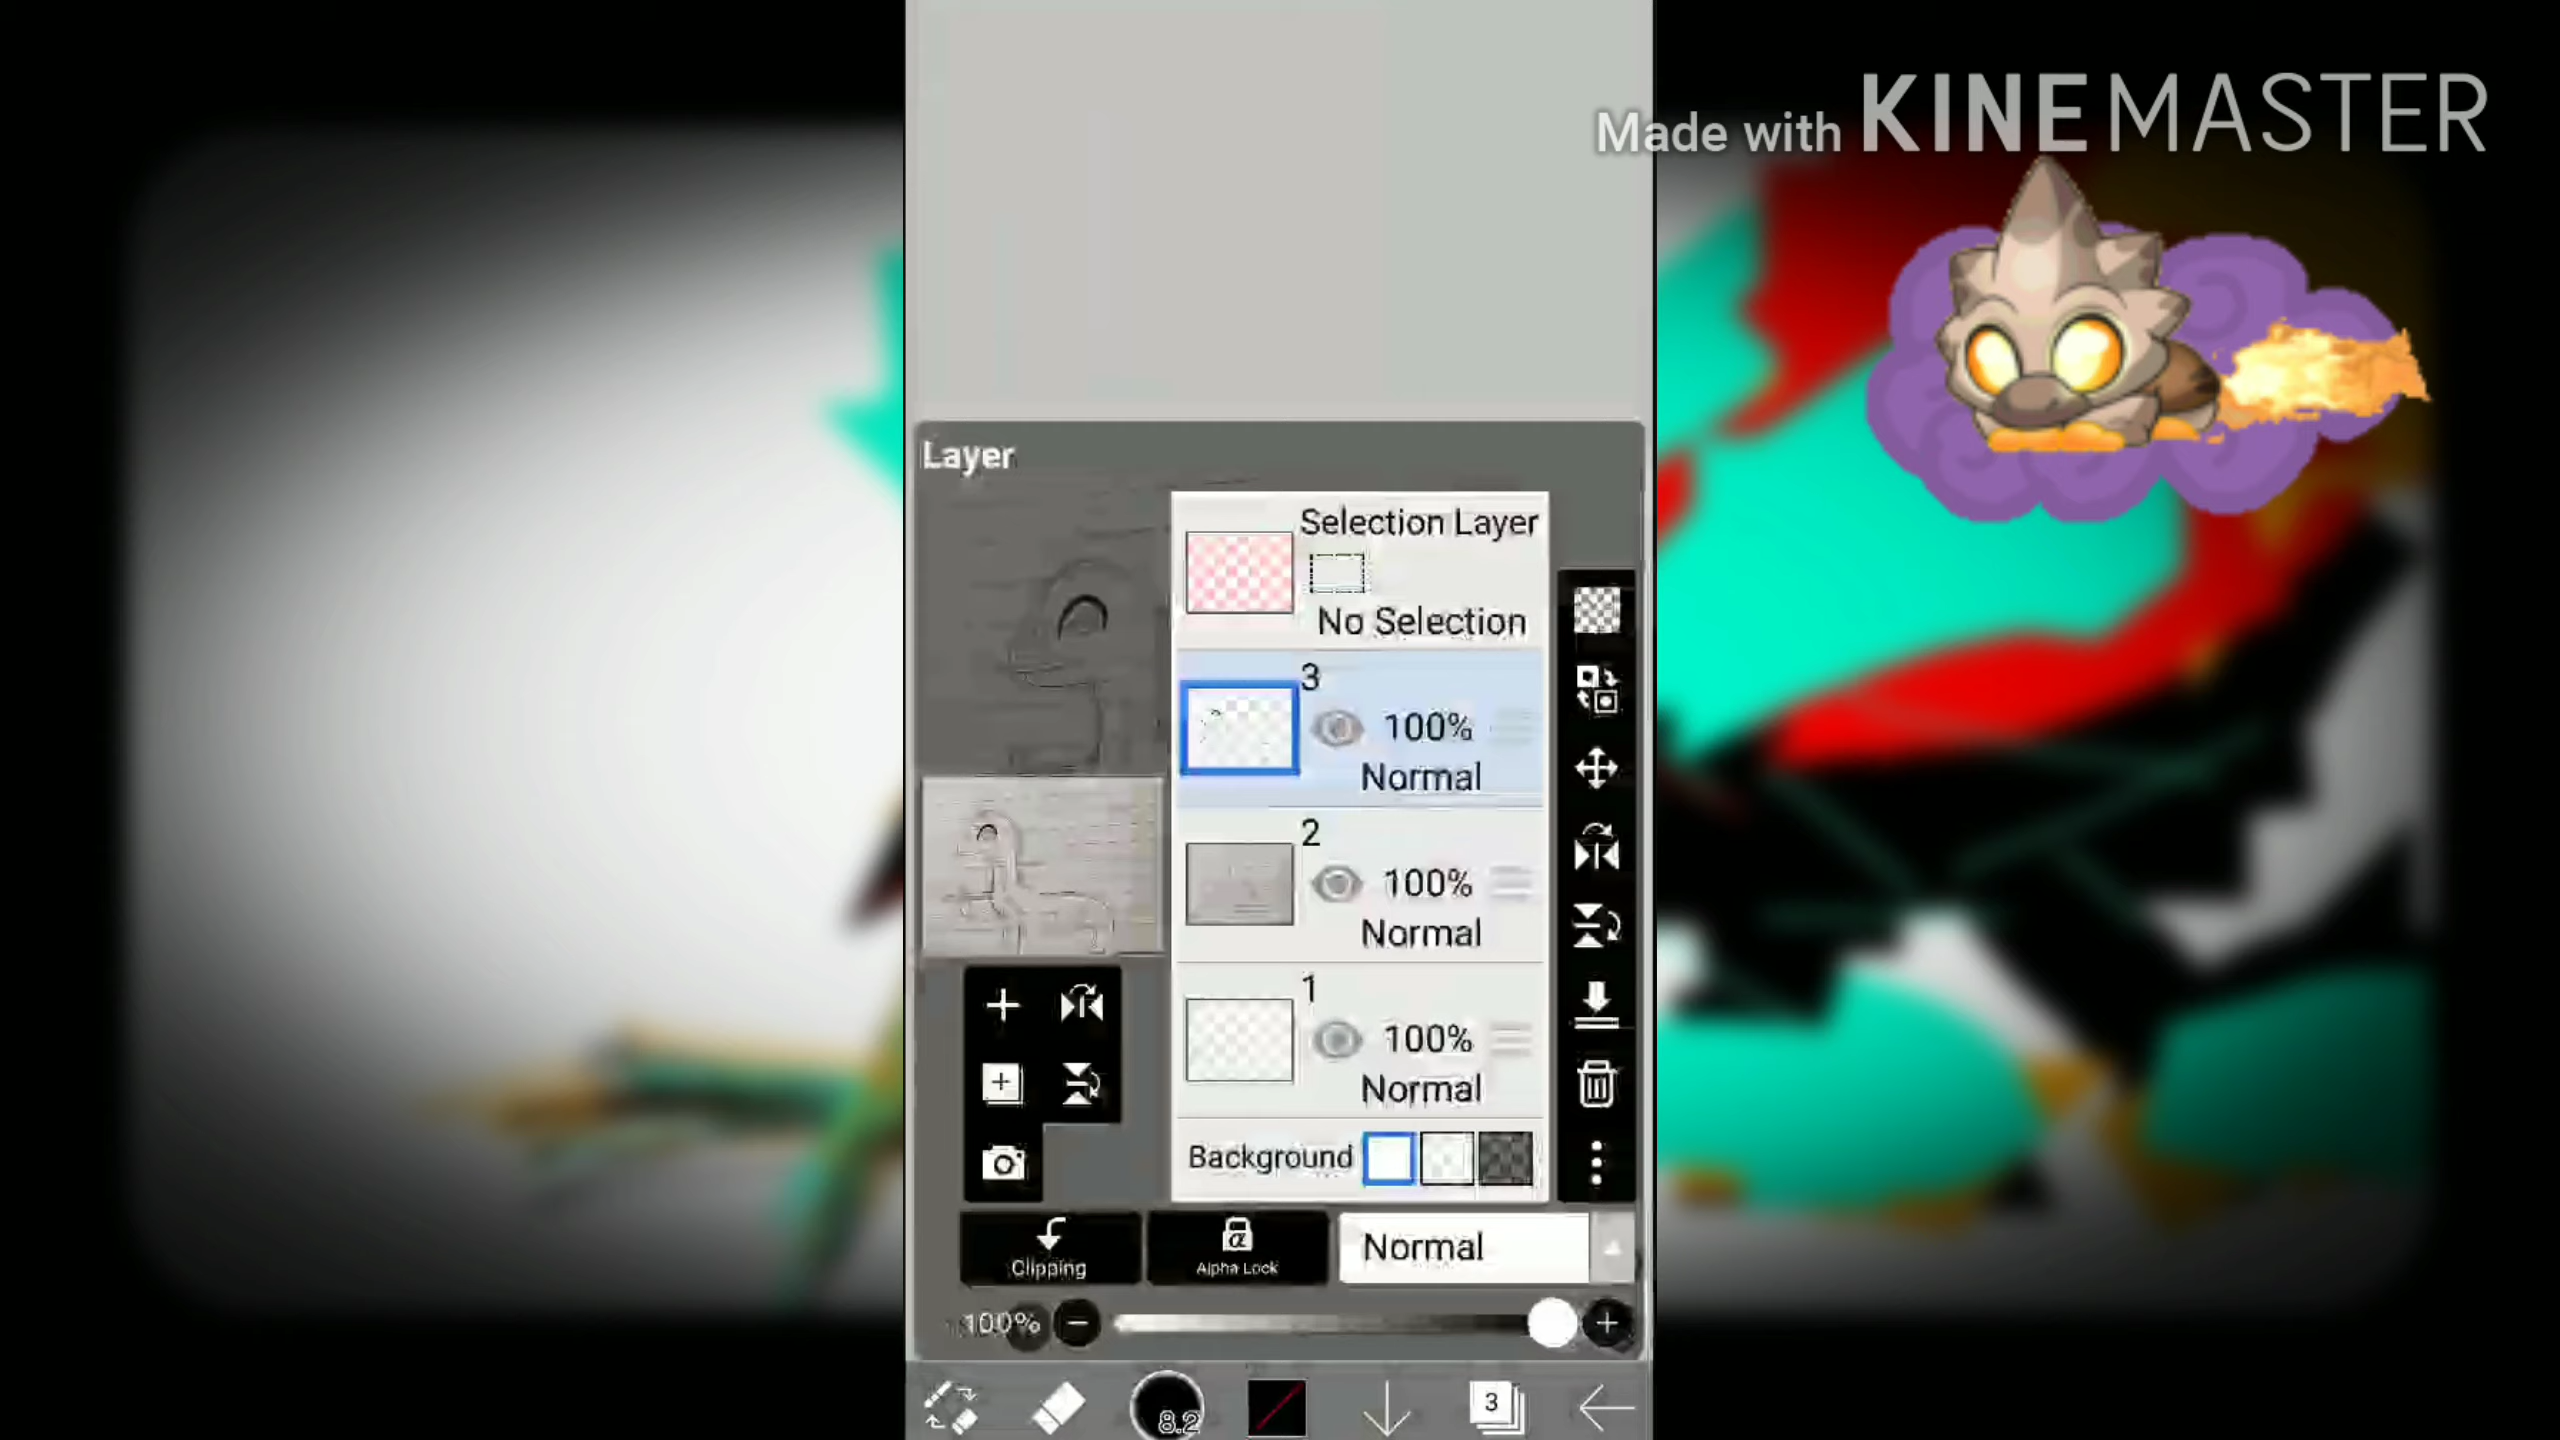 Made with KINEMASTER
Layer
Selection Layer
No Selection
3
100%
Normal
2
100%
Normal
1
100%
Normal
Background
Clipping
α
Alpha Lock
Normal
100%
8.2
3